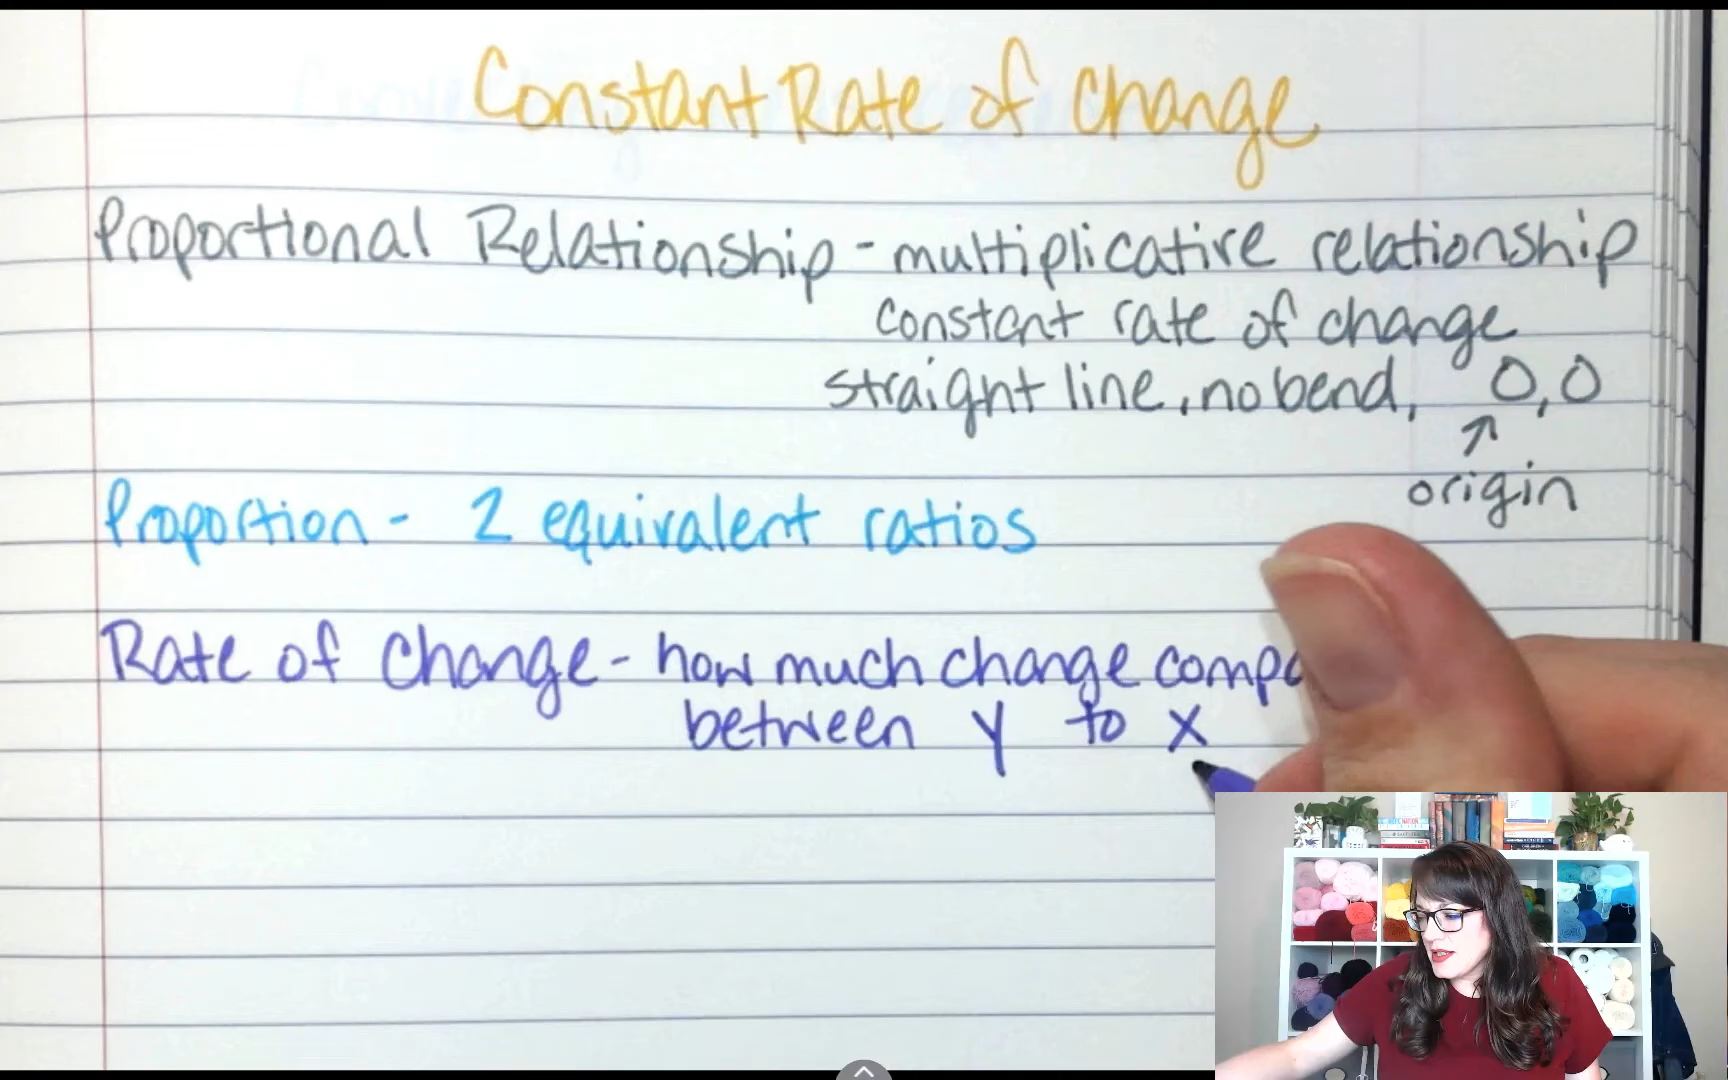 Constant Rate of Change
Proportional Relationship - multiplicative relationship
constant rate of change
straight line, no bend, 0,0
origin
Proportion - 2 equivalent ratios
Rate of Change - how much change
between y to x